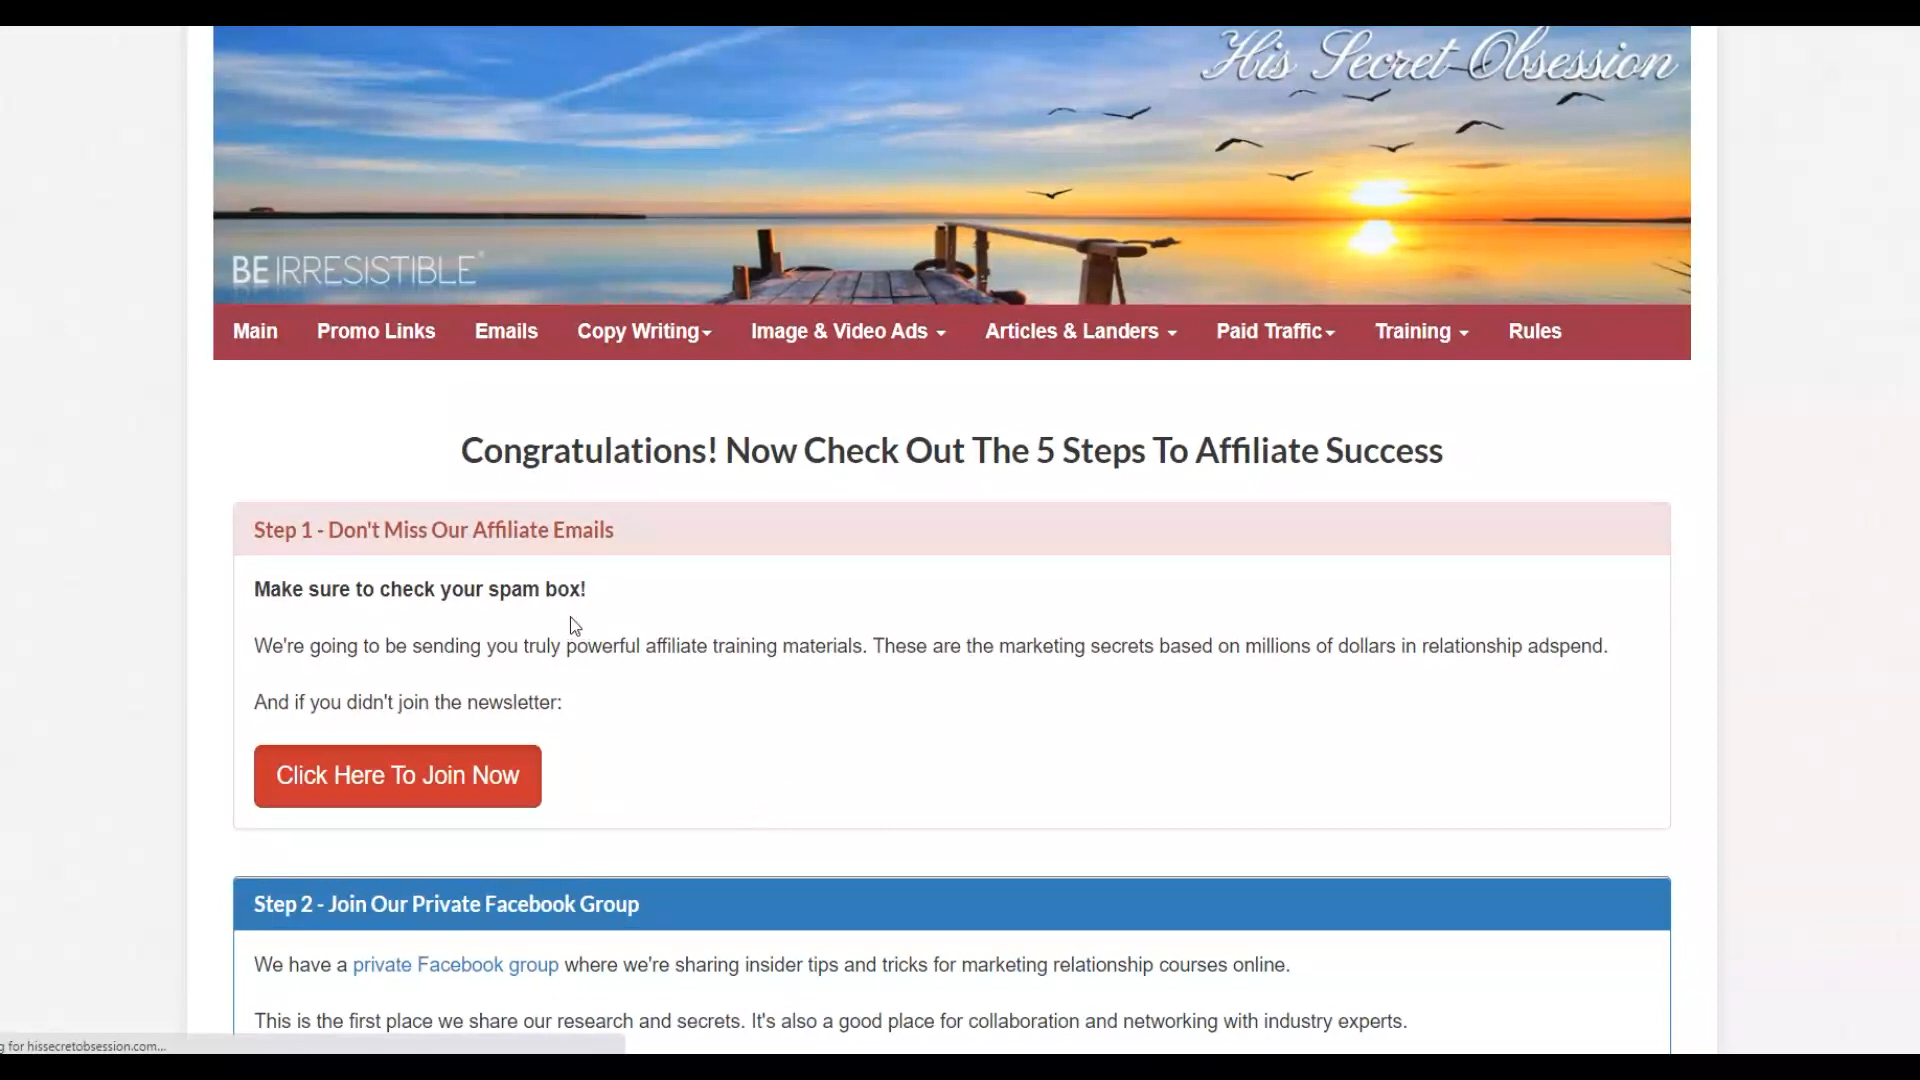 His Secret Obsession
BE IRRESISTIBLE
Main Promo Links Emails Copy Writing Image & Video Ads Articles & Landers Paid Traffic Training Rules
Congratulations! Now Check Out The 5 Steps To Affiliate Success
Step 1 - Don't Miss Our Affiliate Emails
Make sure to check your spam box!
We're going to be sending you truly powerful affiliate training materials. These are the marketing secrets based on millions of dollars in relationship adspend.
And if you didn't join the newsletter:
Click Here To Join Now
Step 2 - Join Our Private Facebook Group
We have a private Facebook group where we're sharing insider tips and tricks for marketing relationship courses online.
This is the first place we share our research and secrets. It's also a good place for collaboration and networking with industry experts.
g for hissecretobsession.com...